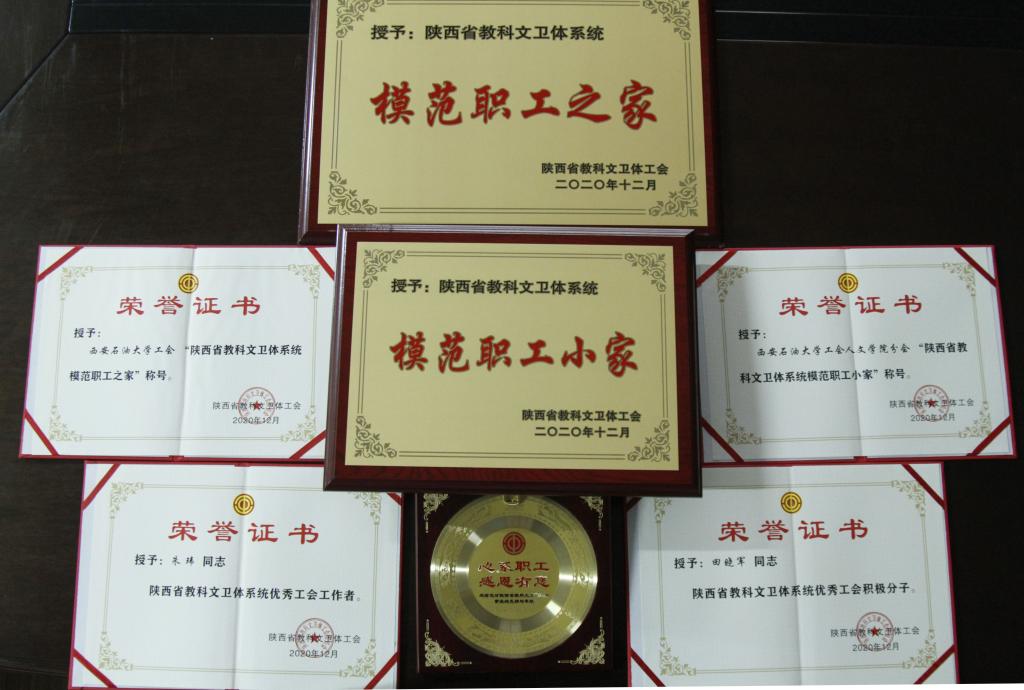 授予：陕西省教科文卫体系统
模范职工之家
陕西省教科文卫体工会
二〇二〇年十二月
授予：陕西省教科文卫体系统
模范职工小家
陕西省教科文卫体工会
二〇二〇年十二月
荣誉证书
授予：
西安石油大学工会“陕西省教科文卫体系统
模范职工之家”称号。
陕西省教科文卫体工会
2020年12月
荣誉证书
授予：
西安石油大学工会人文学院分会“陕西省教
科文卫体系统模范职工小家”称号。
陕西省教科文卫体工会
2020年12月
荣誉证书
授予：朱玮 同志
陕西省教科文卫体系统优秀工会工作者。
陕西省教科文卫体工会
2020年12月
心系职工
感恩有您
荣誉证书
授予：田晓军 同志
陕西省教科文卫体系统优秀工会积极分子。
陕西省教科文卫体工会
2020年12月